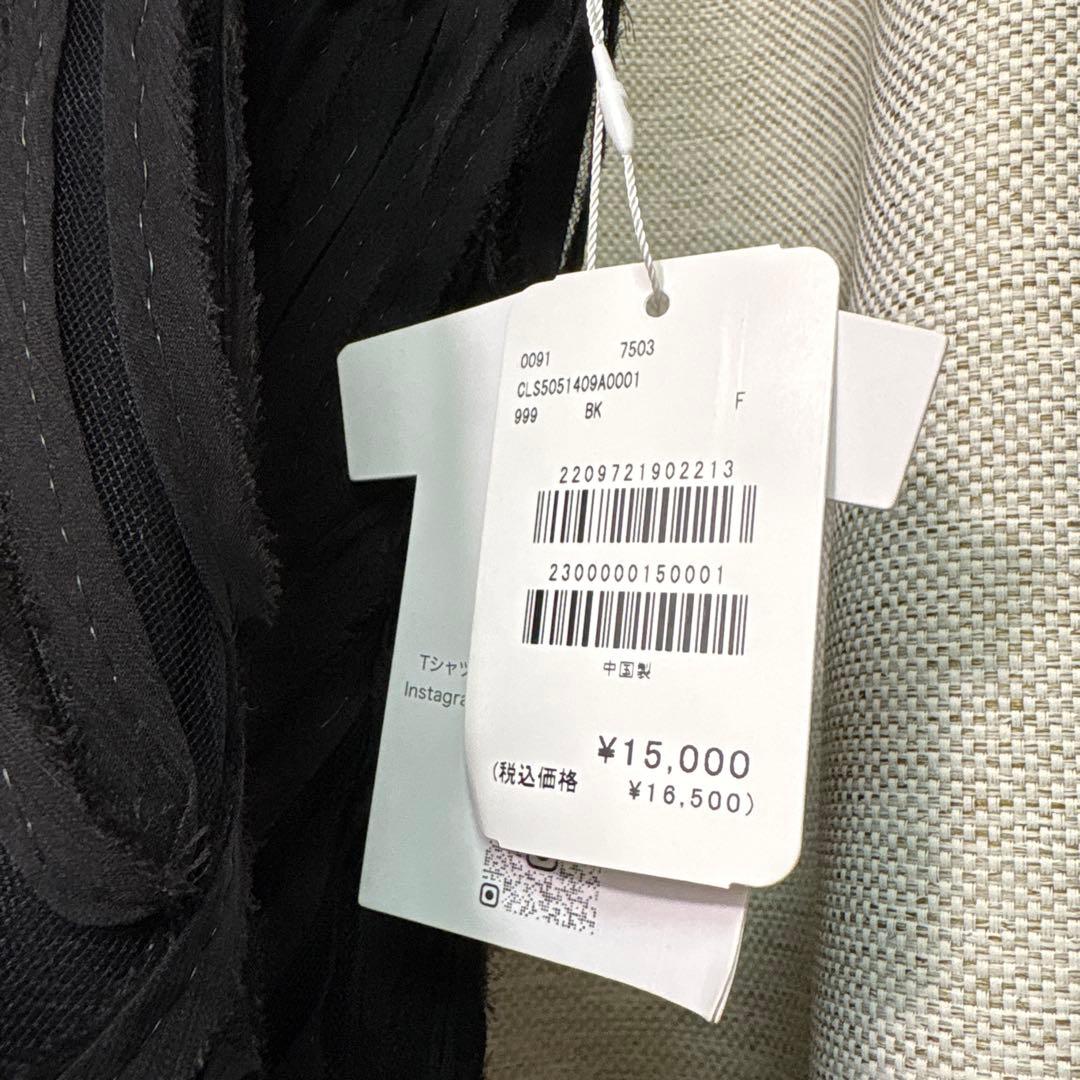 0091 7503
CLS5051409A0001
999 BK F
2209721902213
2300000150001
中国製
¥15,000
(税込価格 ¥16,500)
Tシャツ
Instagra